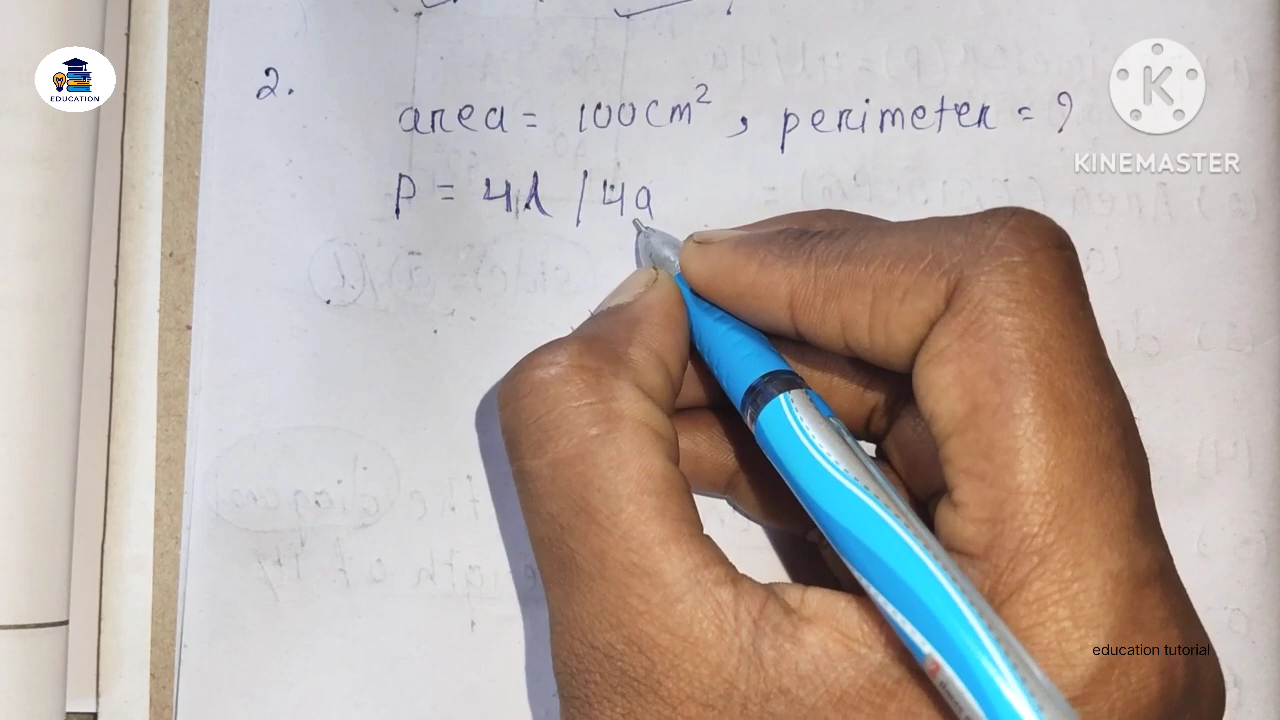 EDUCATION
KINEMASTER
2.
area = 100cm², perimeter = ?
P = 4l / 4a
education tutorial